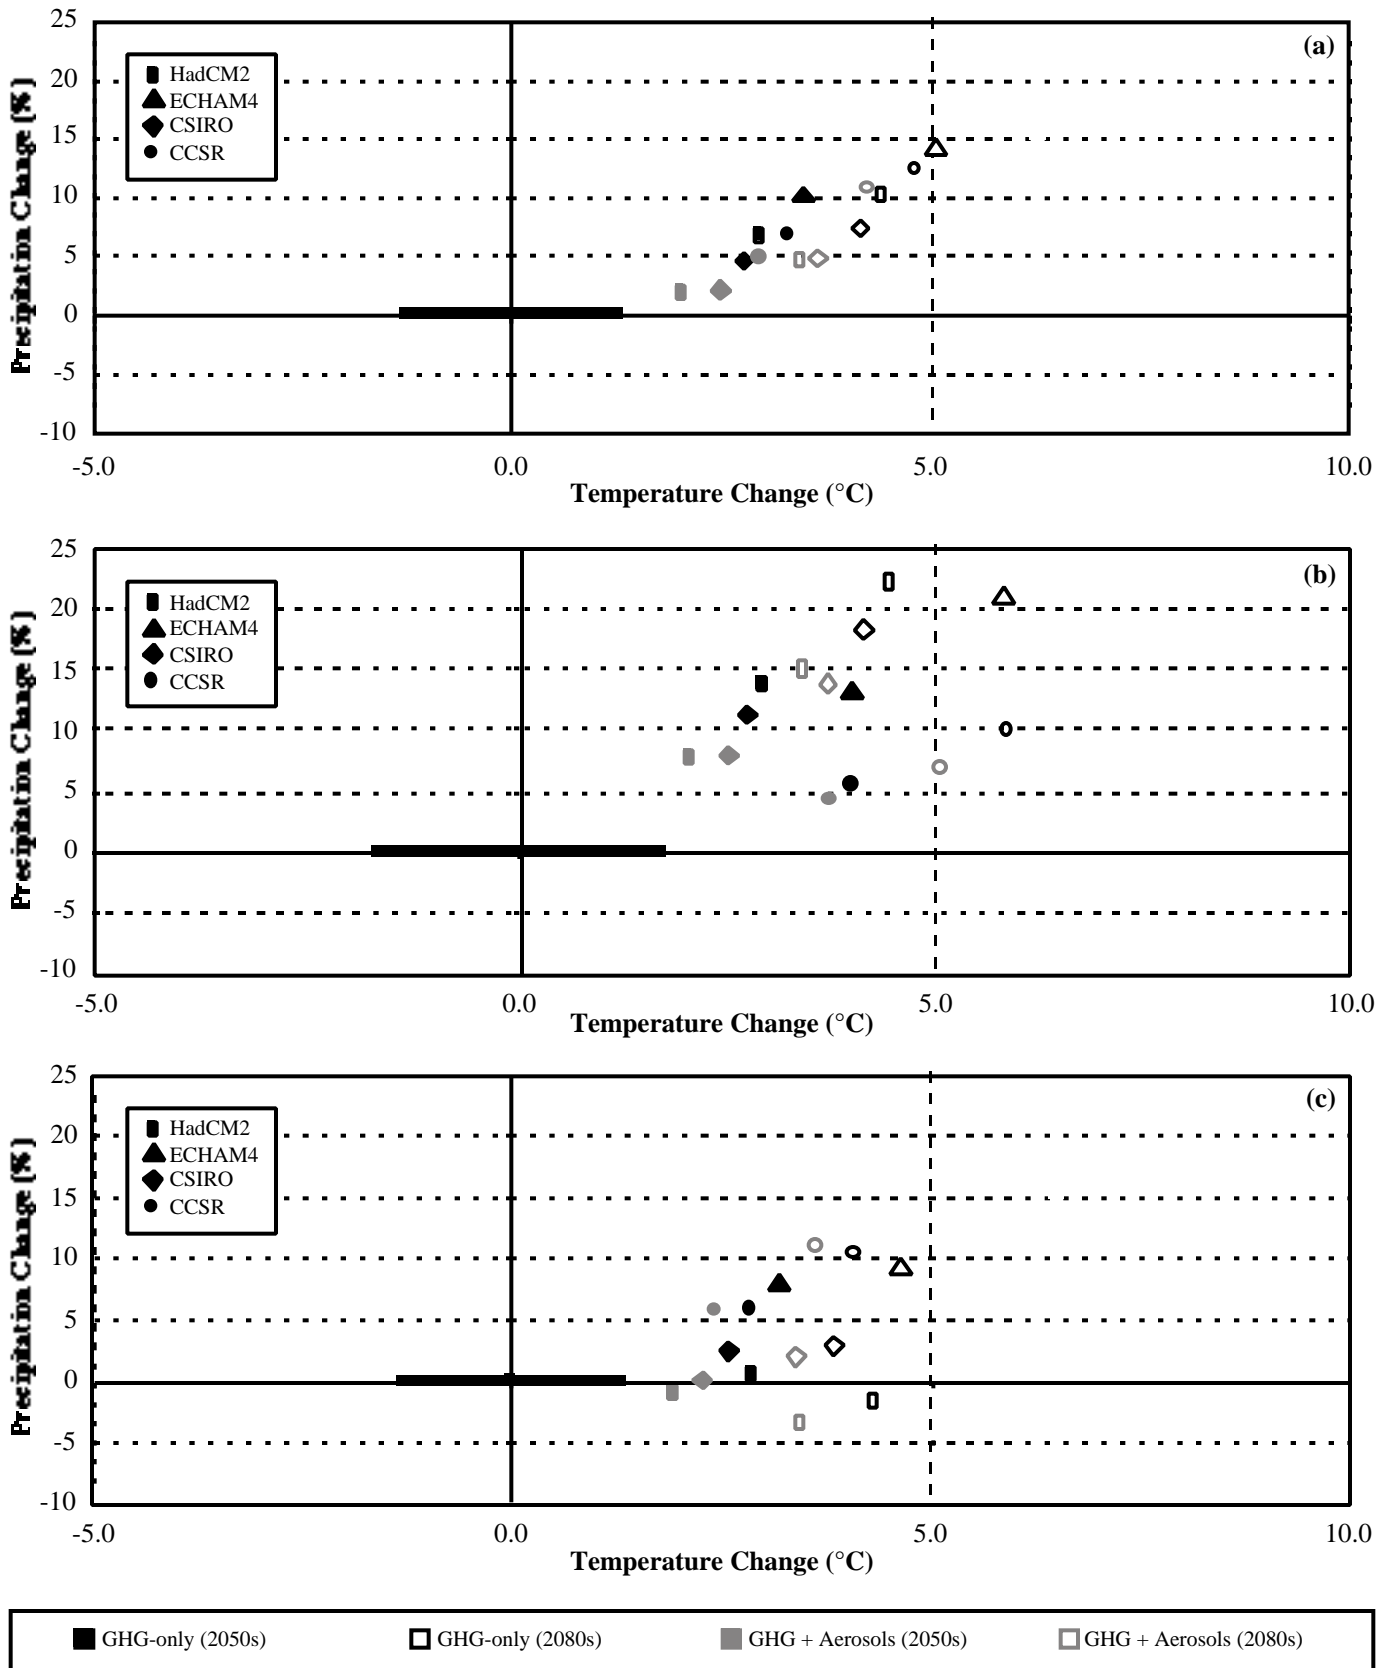 25
(a)
HadCM2
20
ECHAM4
CSIRO
15
CCSR
10
5
0
-5
-10
Precipitation Change (%)
-5.0 0.0 5.0 10.0
Temperature Change (°C)
25
(b)
HadCM2
20
ECHAM4
CSIRO
15
CCSR
10
5
0
-5
-10
Precipitation Change (%)
-5.0 0.0 5.0 10.0
Temperature Change (°C)
25
(c)
HadCM2
20
ECHAM4
CSIRO
15
CCSR
10
5
0
-5
-10
Precipitation Change (%)
-5.0 0.0 5.0 10.0
Temperature Change (°C)
GHG-only (2050s) GHG-only (2080s) GHG + Aerosols (2050s) GHG + Aerosols (2080s)